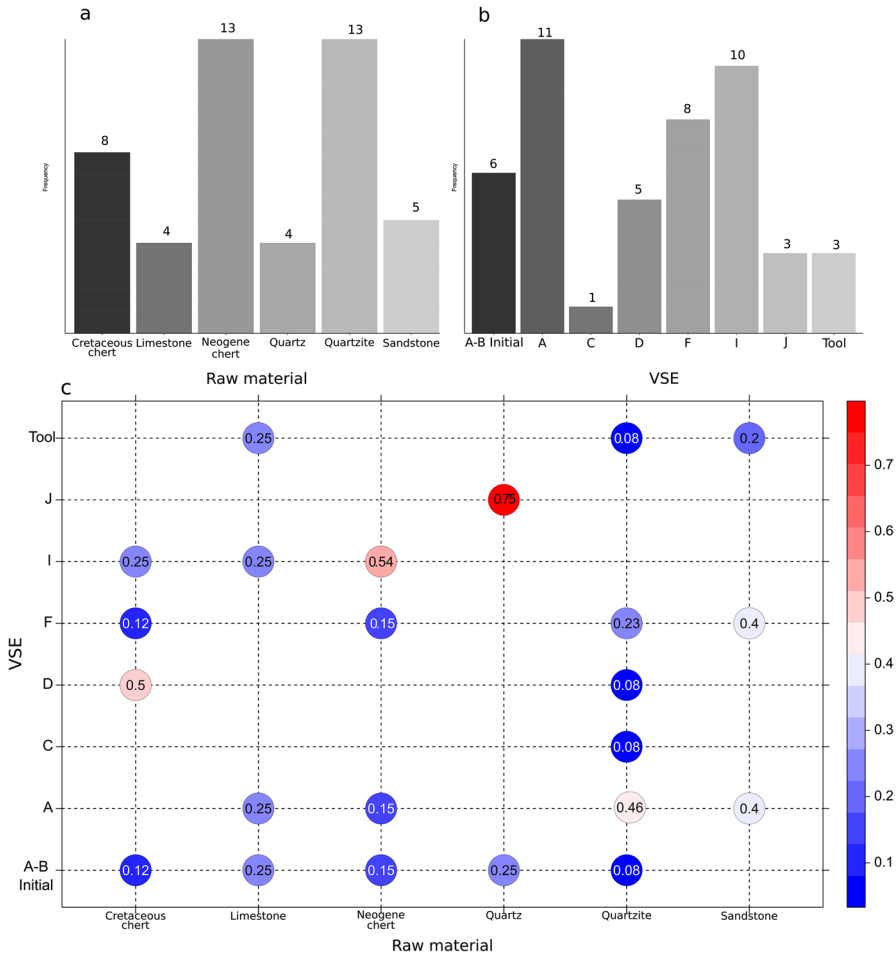 a
13
13
8
4
4
5
Frequency
Cretaceous
chert
Limestone
Neogene
chert
Quartz
Quartzite
Sandstone
Raw material
b
11
10
8
6
5
3
3
1
Frequency
A-B Initial
A
C
D
F
I
J
Tool
VSE
c
Tool
0.25
0.08
0.2
J
0.75
I
0.25
0.25
0.54
F
0.12
0.15
0.23
0.4
D
0.5
0.08
C
0.08
A
0.25
0.15
0.46
0.4
A-B
Initial
0.12
0.25
0.15
0.25
0.08
VSE
Cretaceous
chert
Limestone
Neogene
chert
Quartz
Quartzite
Sandstone
Raw material
0.7
0.6
0.5
0.4
0.3
0.2
0.1